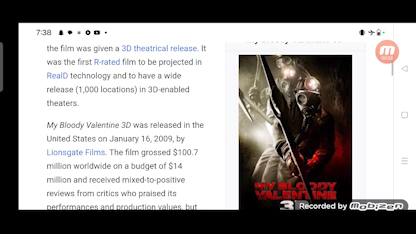 7:38
the film was given a 3D theatrical release. It
was the first R-rated film to be projected in
RealD technology and to have a wide
release (1,000 locations) in 3D-enabled
theaters.
My Bloody Valentine 3D was released in the
United States on January 16, 2009, by
Lionsgate Films. The film grossed $100.7
million worldwide on a budget of $14
million and received mixed-to-positive
reviews from critics who praised its
performances and production values, but
MY BLOODY
VALENTINE
3
Recorded by Mobizen